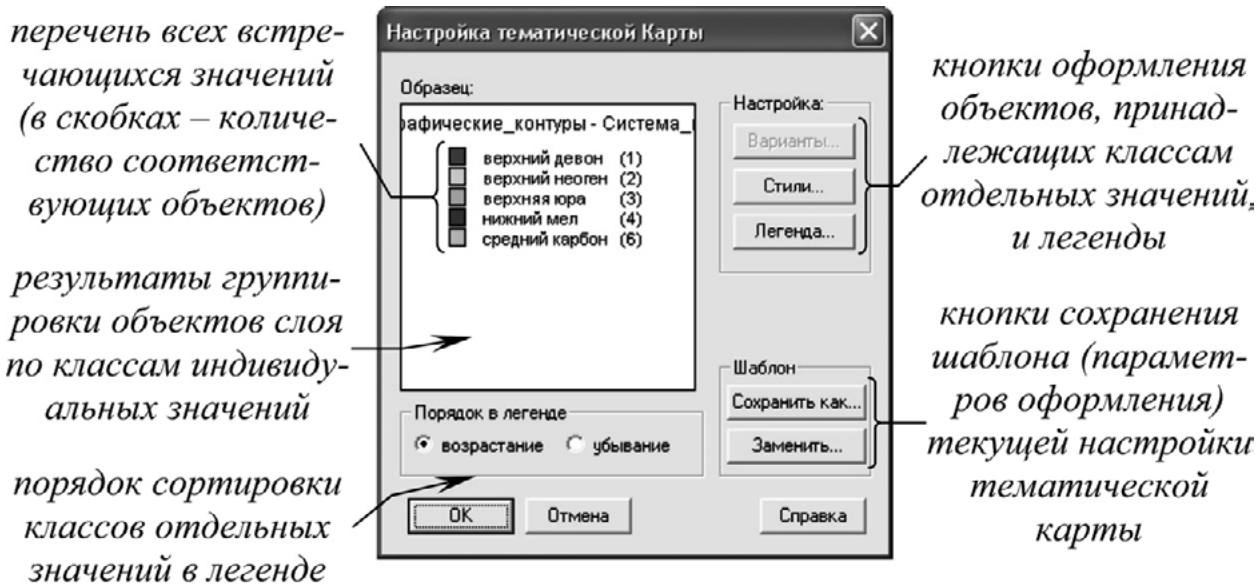 перечень всех встре-
чающихся значений
(в скобках – количе-
ство соответст-
вующих объектов)
результаты группи-
ровки объектов слоя
по классам индивиду-
альных значений
порядок сортировки
классов отдельных
значений в легенде
Настройка тематической Карты
Образец:
рафические_контуры - Система_
верхний девон (1)
верхний неоген (2)
верхняя юра (3)
нижний мел (4)
средний карбон (6)
Порядок в легенде
возрастание убывание
OK Отмена Справка
Настройка:
Варианты...
Стили...
Легенда...
Шаблон
Сохранить как...
Заменить...
кнопки оформления
объектов, принад-
лежащих классам
отдельных значений,
и легенды
кнопки сохранения
шаблона (парамет-
ров оформления)
текущей настройки
тематической
карты